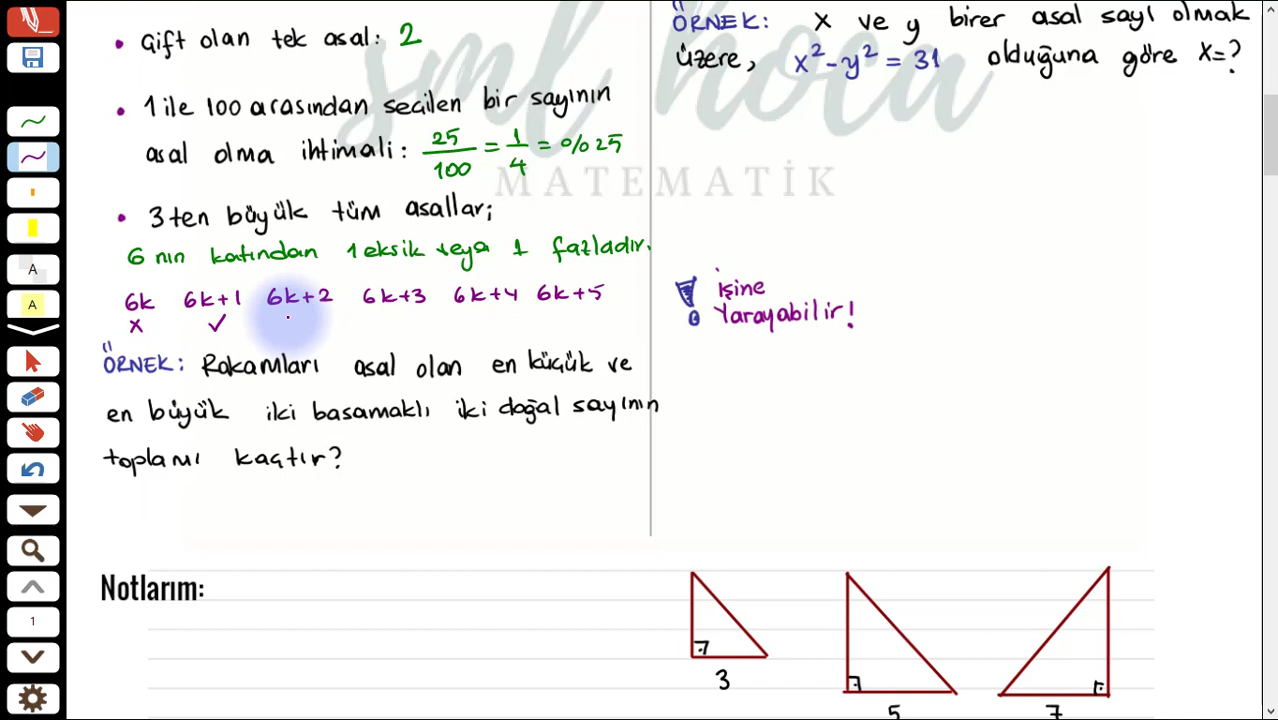 • Çift olan tek asal: 2
• 1 ile 100 arasından seçilen bir sayının
asal olma ihtimali: 25/100 = 1/4 = %25
• 3 ten büyük tüm asallar;
6 nın katından 1 eksik veya 1 fazladır.
6k 6k+1 6k+2 6k+3 6k+4 6k+5
x ✓
ÖRNEK: Rakamları asal olan en küçük ve
en büyük iki basamaklı iki doğal sayının
toplamı kaçtır?
ÖRNEK: x ve y birer asal sayı olmak
üzere, x²-y² = 31 olduğuna göre x=?
şml hoca
MATEMATİK
! İşine
Yarayabilir!
Notlarım:
3
5
7
A
A
1